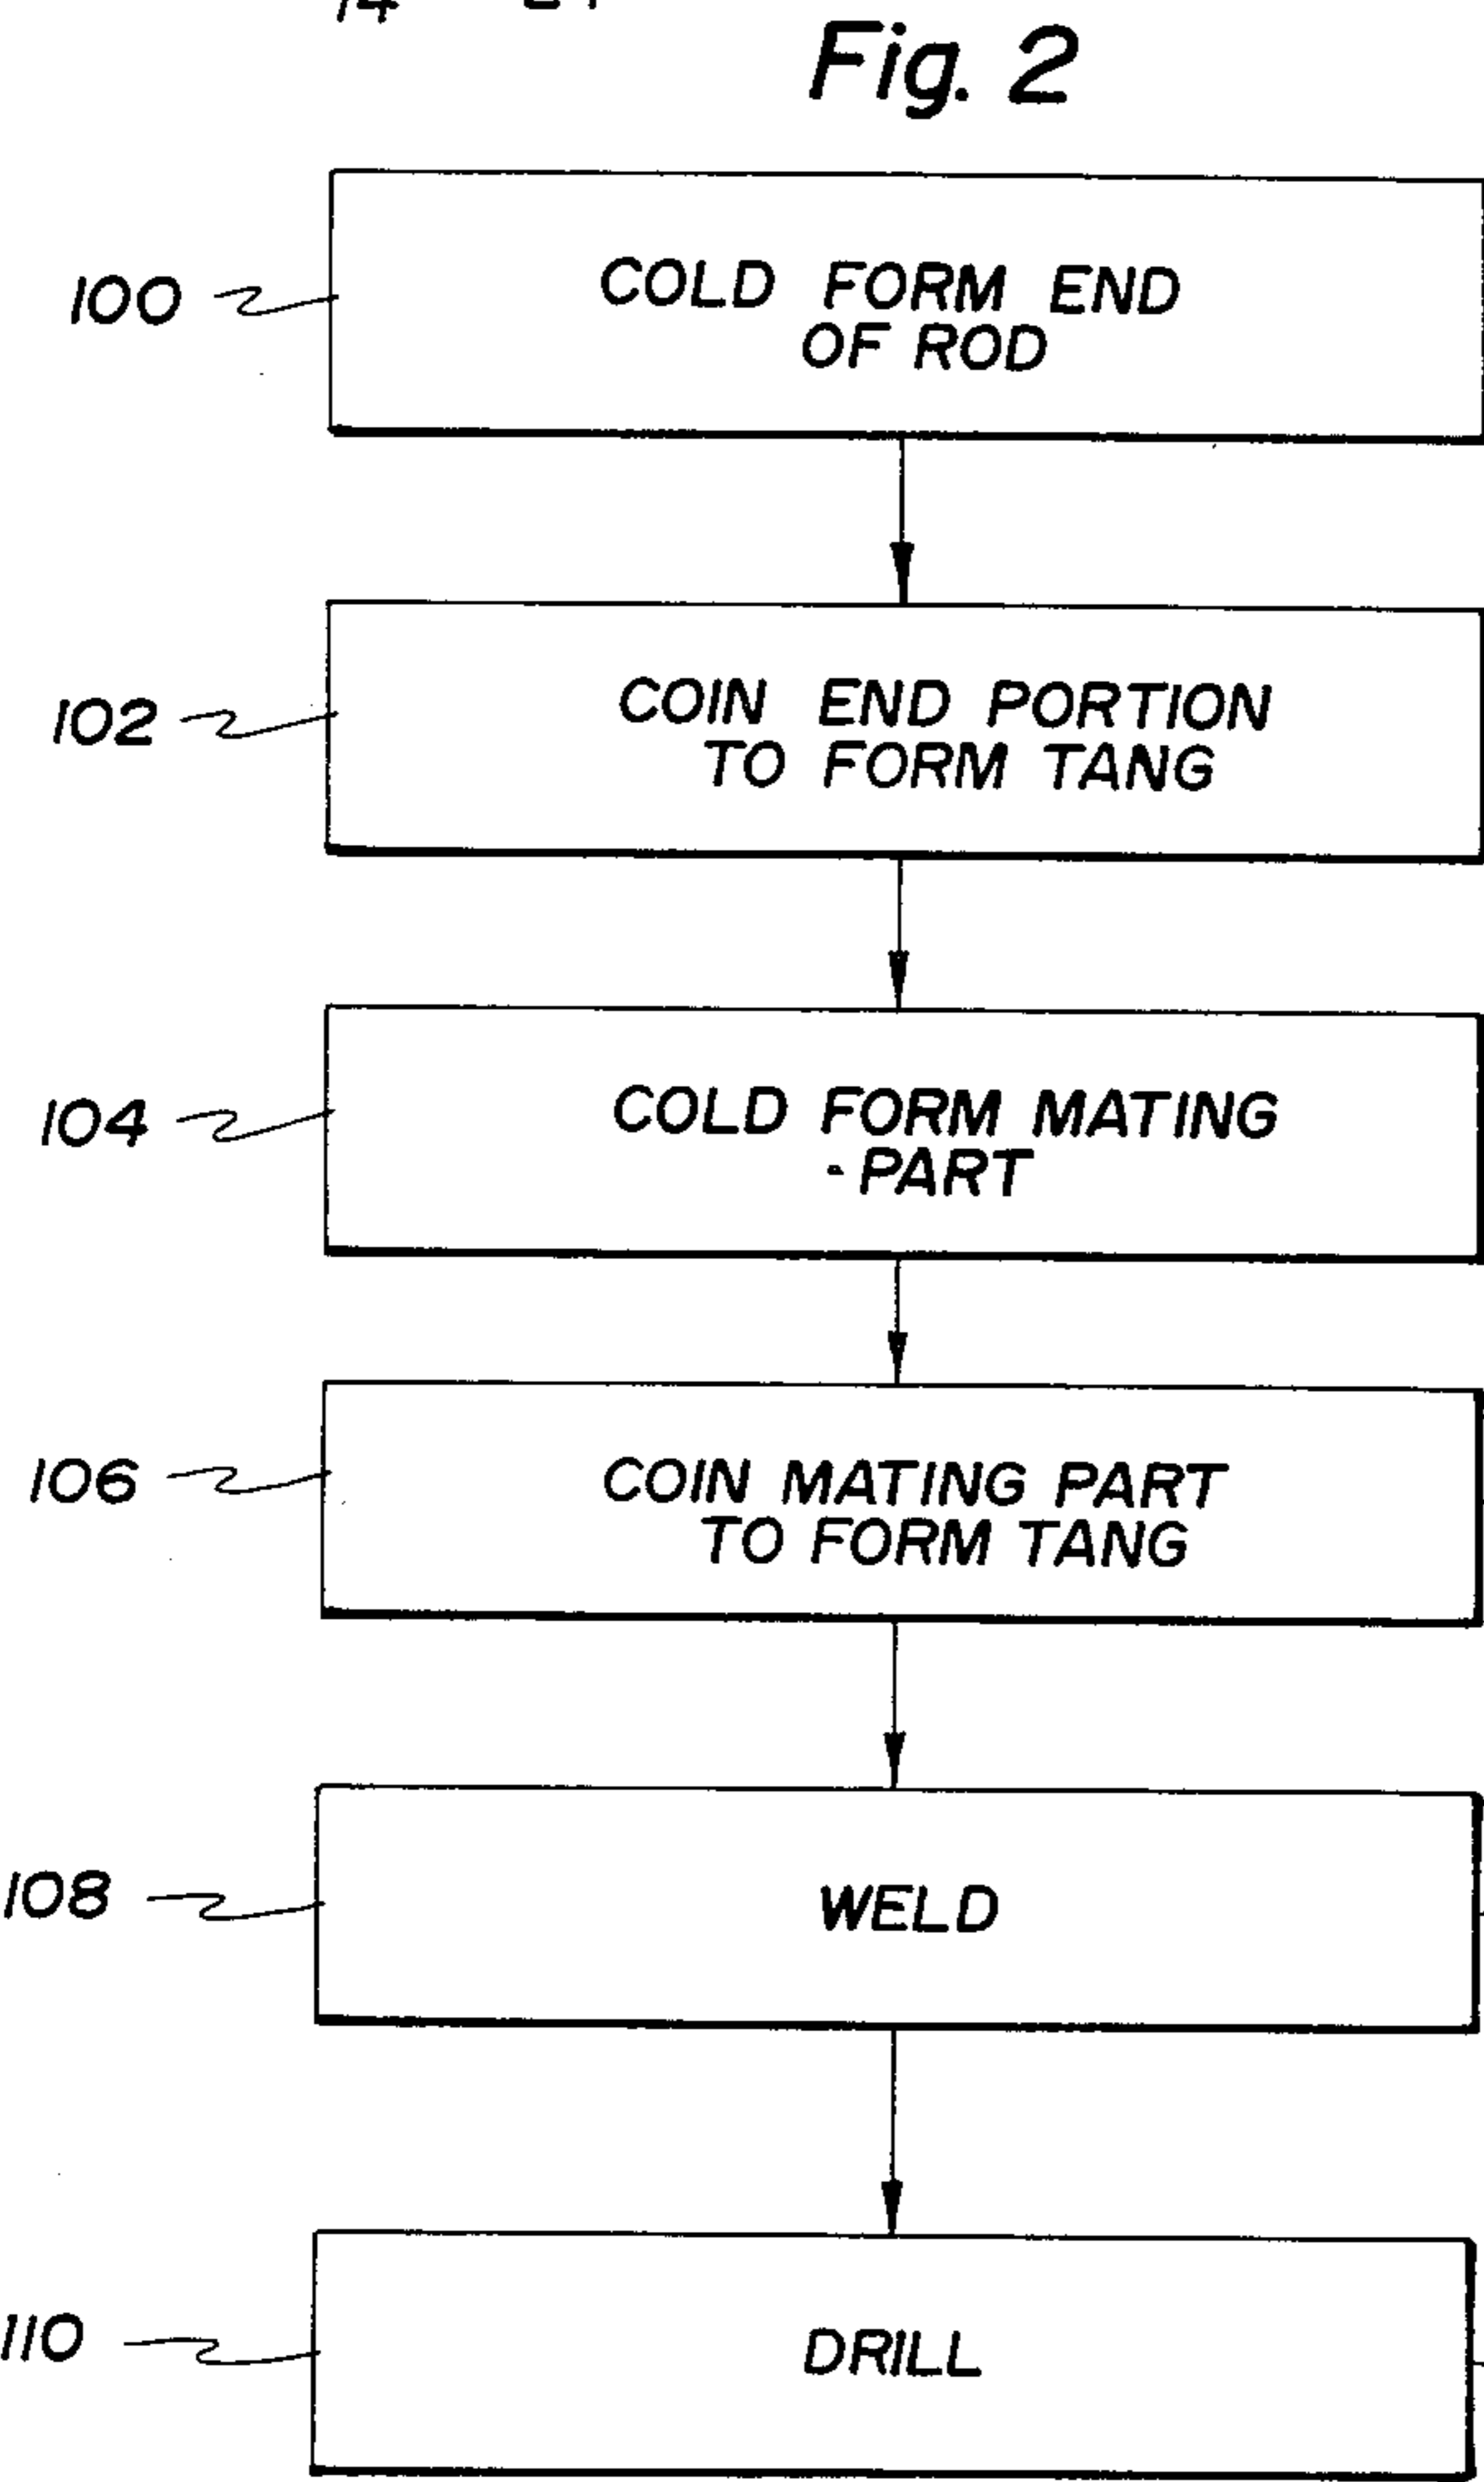 Fig. 2
100
COLD FORM END
OF ROD
102
COIN END PORTION
TO FORM TANG
104
COLD FORM MATING
PART
106
COIN MATING PART
TO FORM TANG
108
WELD
110
DRILL